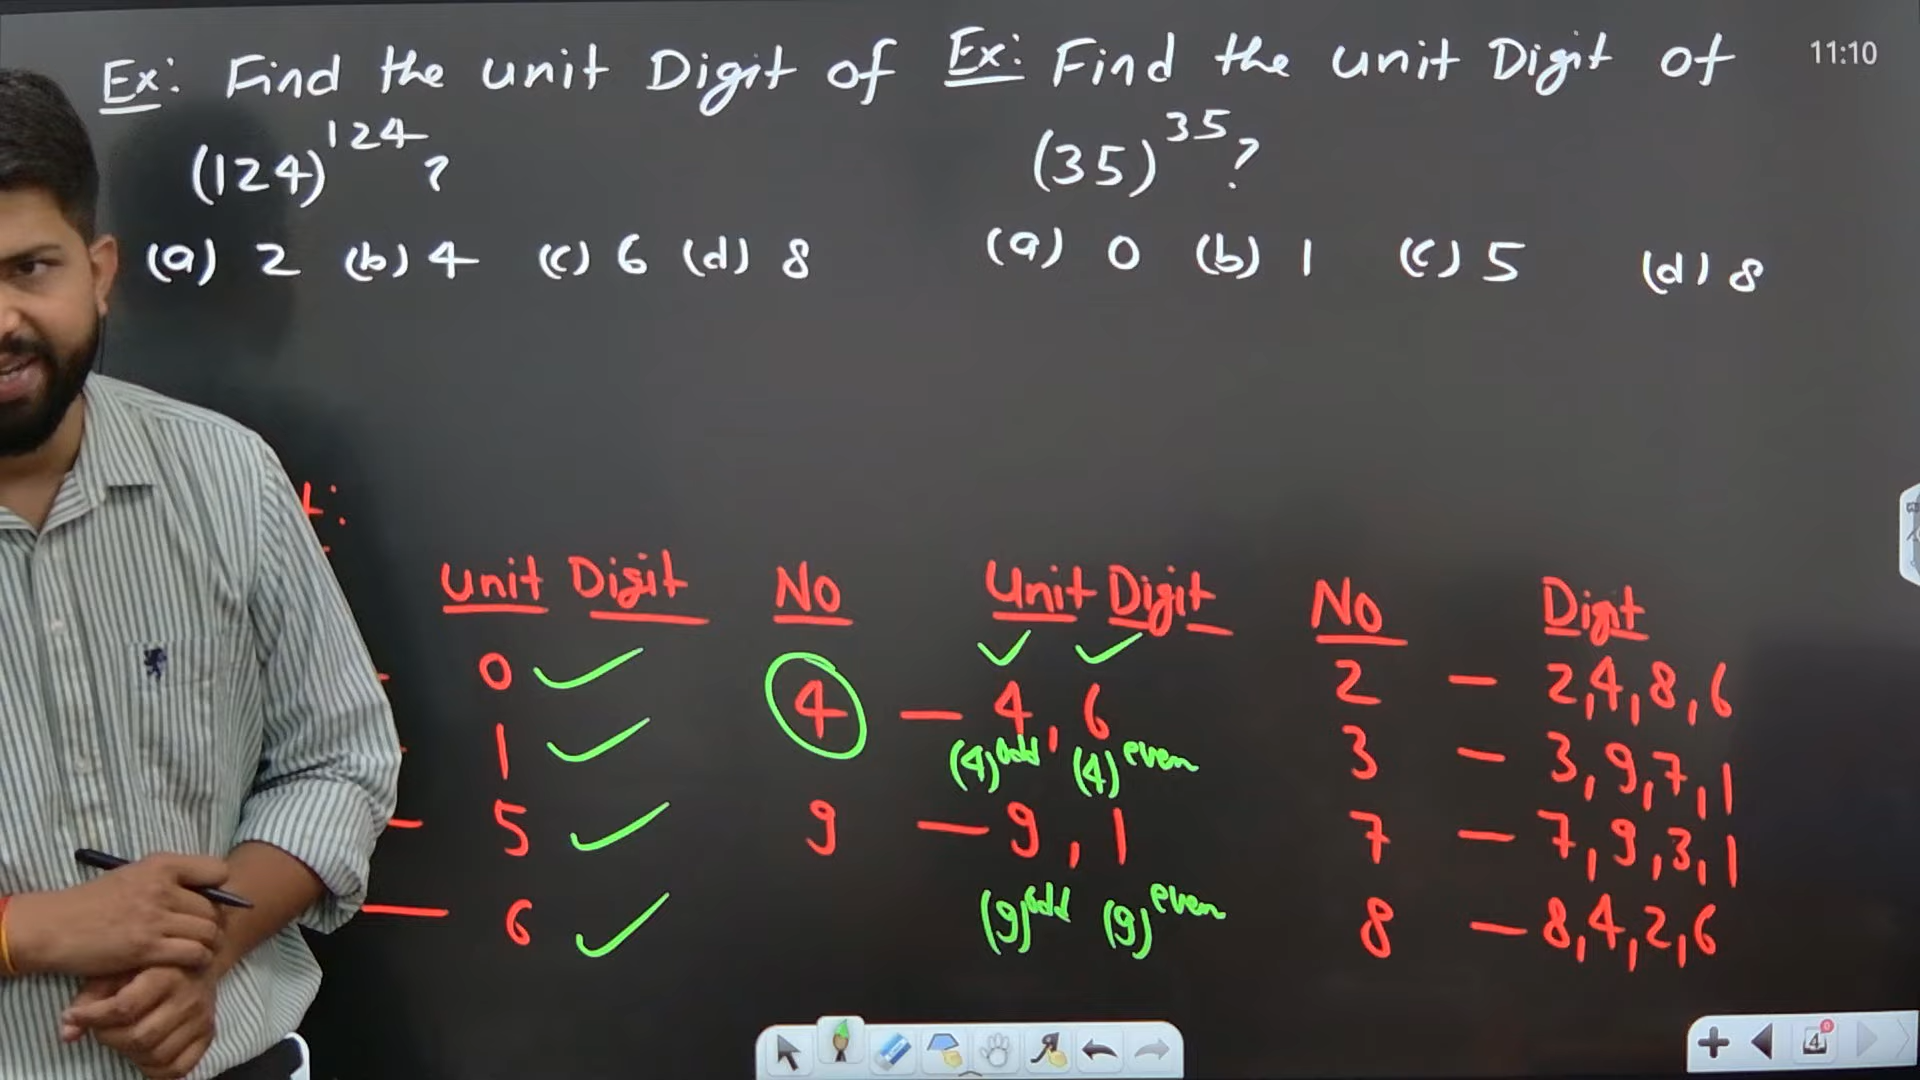 Ex: Find the unit Digit of
(124)^124 ?
(a) 2 (b) 4 (c) 6 (d) 8
Ex: Find the unit Digit of
(35)^35 ?
(a) 0 (b) 1 (c) 5 (d) 8
11:10
t:
Unit Digit
0 ✓
1 ✓
— 5 ✓
— 6 ✓
No Unit Digit
✓ ✓
4 — 4, 6
(4)^odd (4)^even
9 — 9, 1
(9)^odd (9)^even
No Digit
2 — 2,4,8,6
3 — 3,9,7,1
7 — 7,9,3,1
8 — 8,4,2,6
4